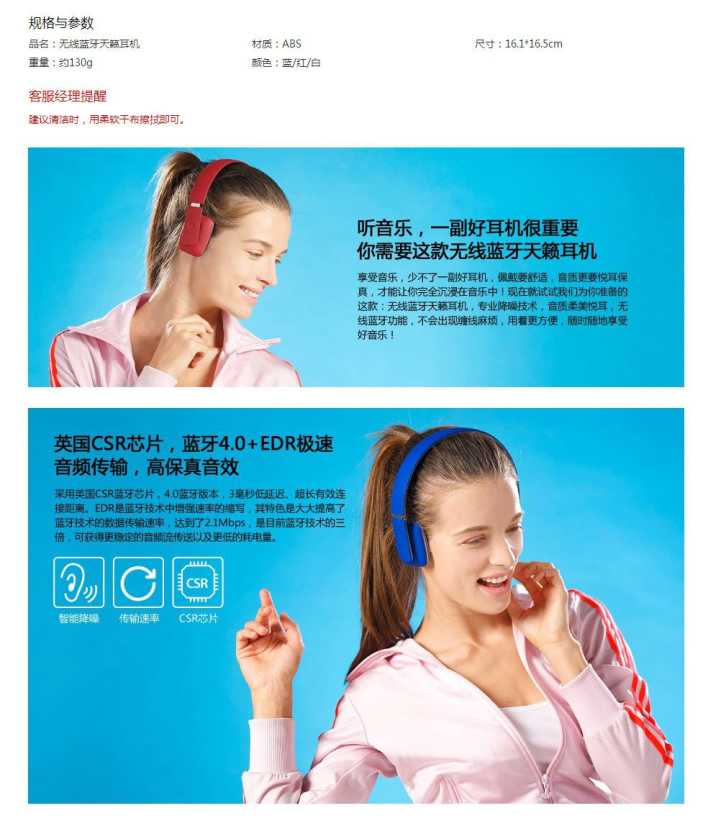 规格与参数
品名：无线蓝牙天籁耳机 材质：ABS 尺寸：16.1*16.5cm
重量：约130g 颜色：蓝/红/白
客服经理提醒
建议清洁时，用柔软干布擦拭即可。
听音乐，一副好耳机很重要
你需要这款无线蓝牙天籁耳机
享受音乐，少不了一副好耳机，佩戴要舒适，音质更要悦耳保
真，才能让你完全沉浸在音乐中！现在就试试我们为你准备的
这款：无线蓝牙天籁耳机，专业降噪技术，音质柔美悦耳，无
线蓝牙功能，不会出现缠线麻烦，用着更方便，随时随地享受
好音乐！
英国CSR芯片，蓝牙4.0+EDR极速
音频传输，高保真音效
采用英国CSR蓝牙芯片，4.0蓝牙版本，3毫秒低延迟、超长有效连
接距离。EDR是蓝牙技术中增强速率的缩写，其特色是大大提高了
蓝牙技术的数据传输速率，达到了2.1Mbps，是目前蓝牙技术的三
倍，可获得更稳定的音频流传送以及更低的耗电量。
CSR
智能降噪 传输速率 CSR芯片